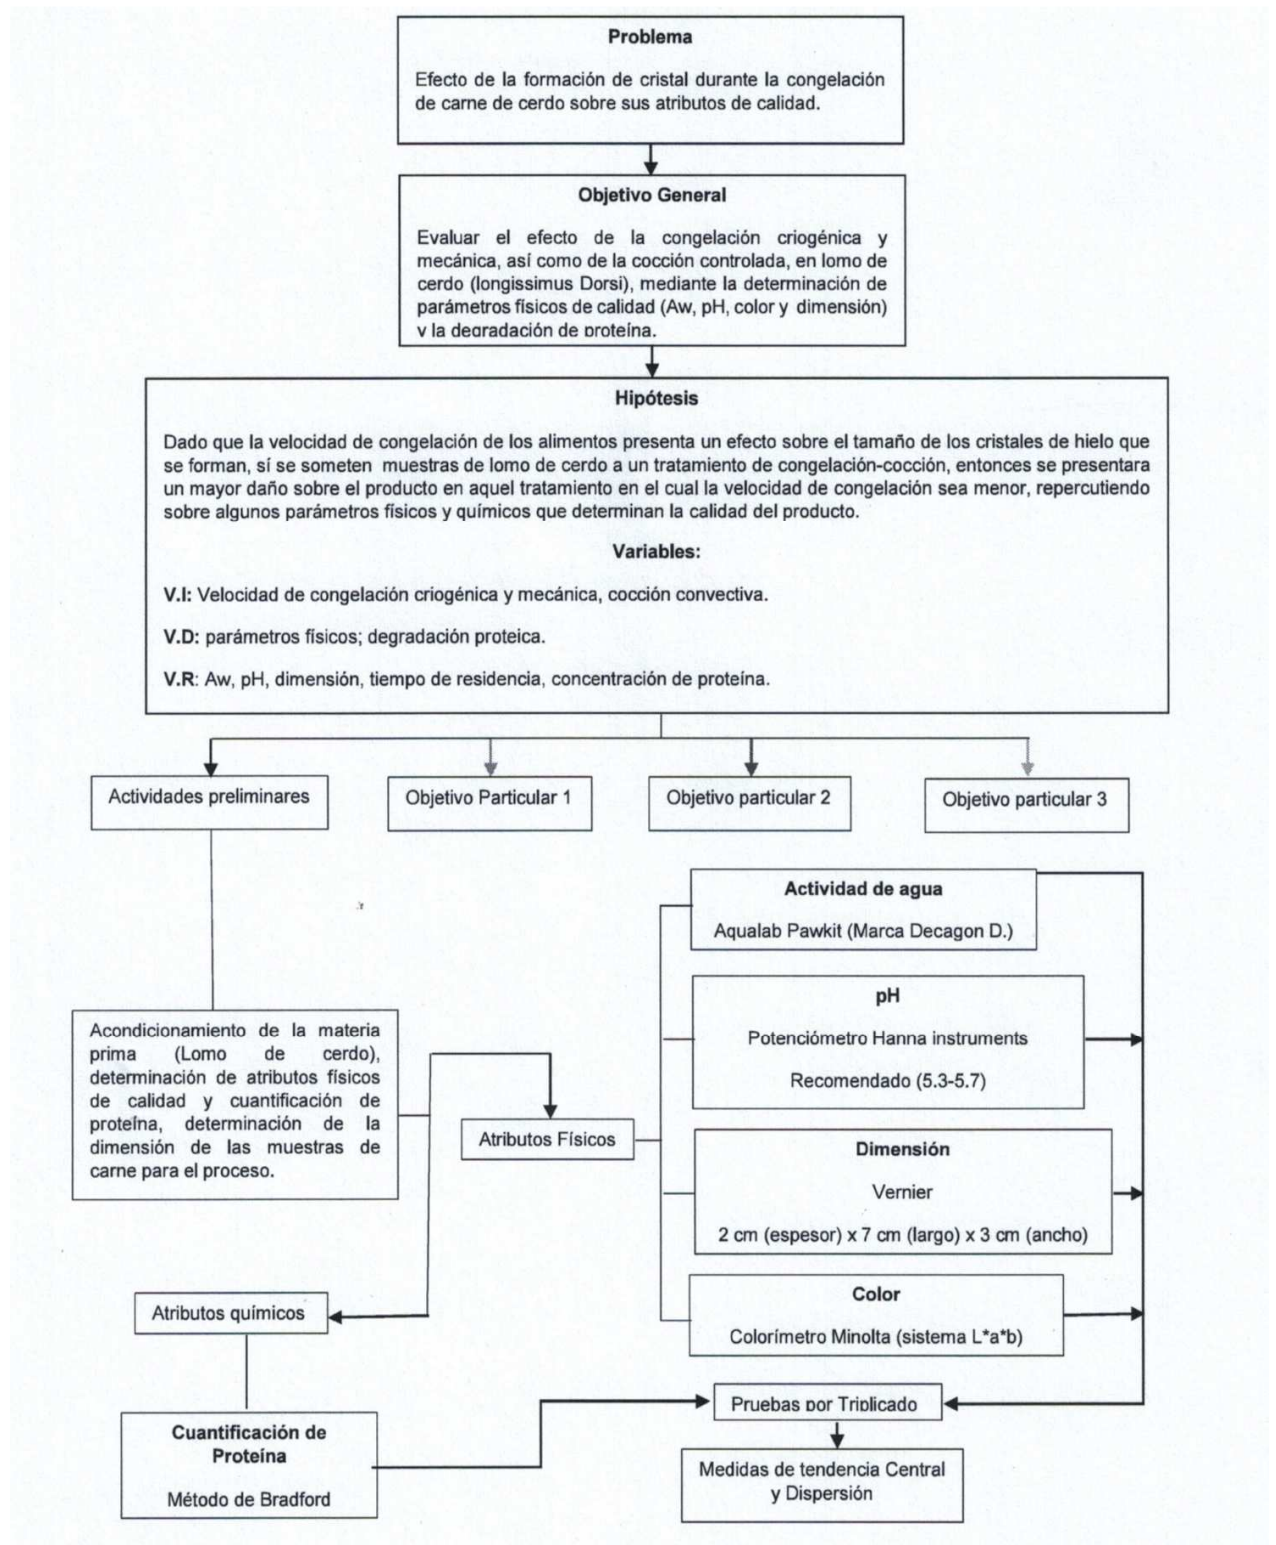 Problema
Efecto de la formación de cristal durante la congelación
de carne de cerdo sobre sus atributos de calidad.
Objetivo General
Evaluar el efecto de la congelación criogénica y
mecánica, así como de la cocción controlada, en lomo de
cerdo (longissimus Dorsi), mediante la determinación de
parámetros físicos de calidad (Aw, pH, color y dimensión)
y la degradación de proteína.
Hipótesis
Dado que la velocidad de congelación de los alimentos presenta un efecto sobre el tamaño de los cristales de hielo que
se forman, sí se someten muestras de lomo de cerdo a un tratamiento de congelación-cocción, entonces se presentara
un mayor daño sobre el producto en aquel tratamiento en el cual la velocidad de congelación sea menor, repercutiendo
sobre algunos parámetros físicos y químicos que determinan la calidad del producto.
Variables:
V.I: Velocidad de congelación criogénica y mecánica, cocción convectiva.
V.D: parámetros físicos; degradación proteica.
V.R: Aw, pH, dimensión, tiempo de residencia, concentración de proteína.
Actividades preliminares
Objetivo Particular 1
Objetivo particular 2
Objetivo particular 3
Acondicionamiento de la materia
prima (Lomo de cerdo),
determinación de atributos físicos
de calidad y cuantificación de
proteína, determinación de la
dimensión de las muestras de
carne para el proceso.
Atributos Físicos
Actividad de agua
Aqualab Pawkit (Marca Decagon D.)
pH
Potenciómetro Hanna instruments
Recomendado (5.3-5.7)
Dimensión
Vernier
2 cm (espesor) x 7 cm (largo) x 3 cm (ancho)
Color
Colorímetro Minolta (sistema L*a*b)
Atributos químicos
Cuantificación de
Proteína
Método de Bradford
Pruebas por Triplicado
Medidas de tendencia Central
y Dispersión